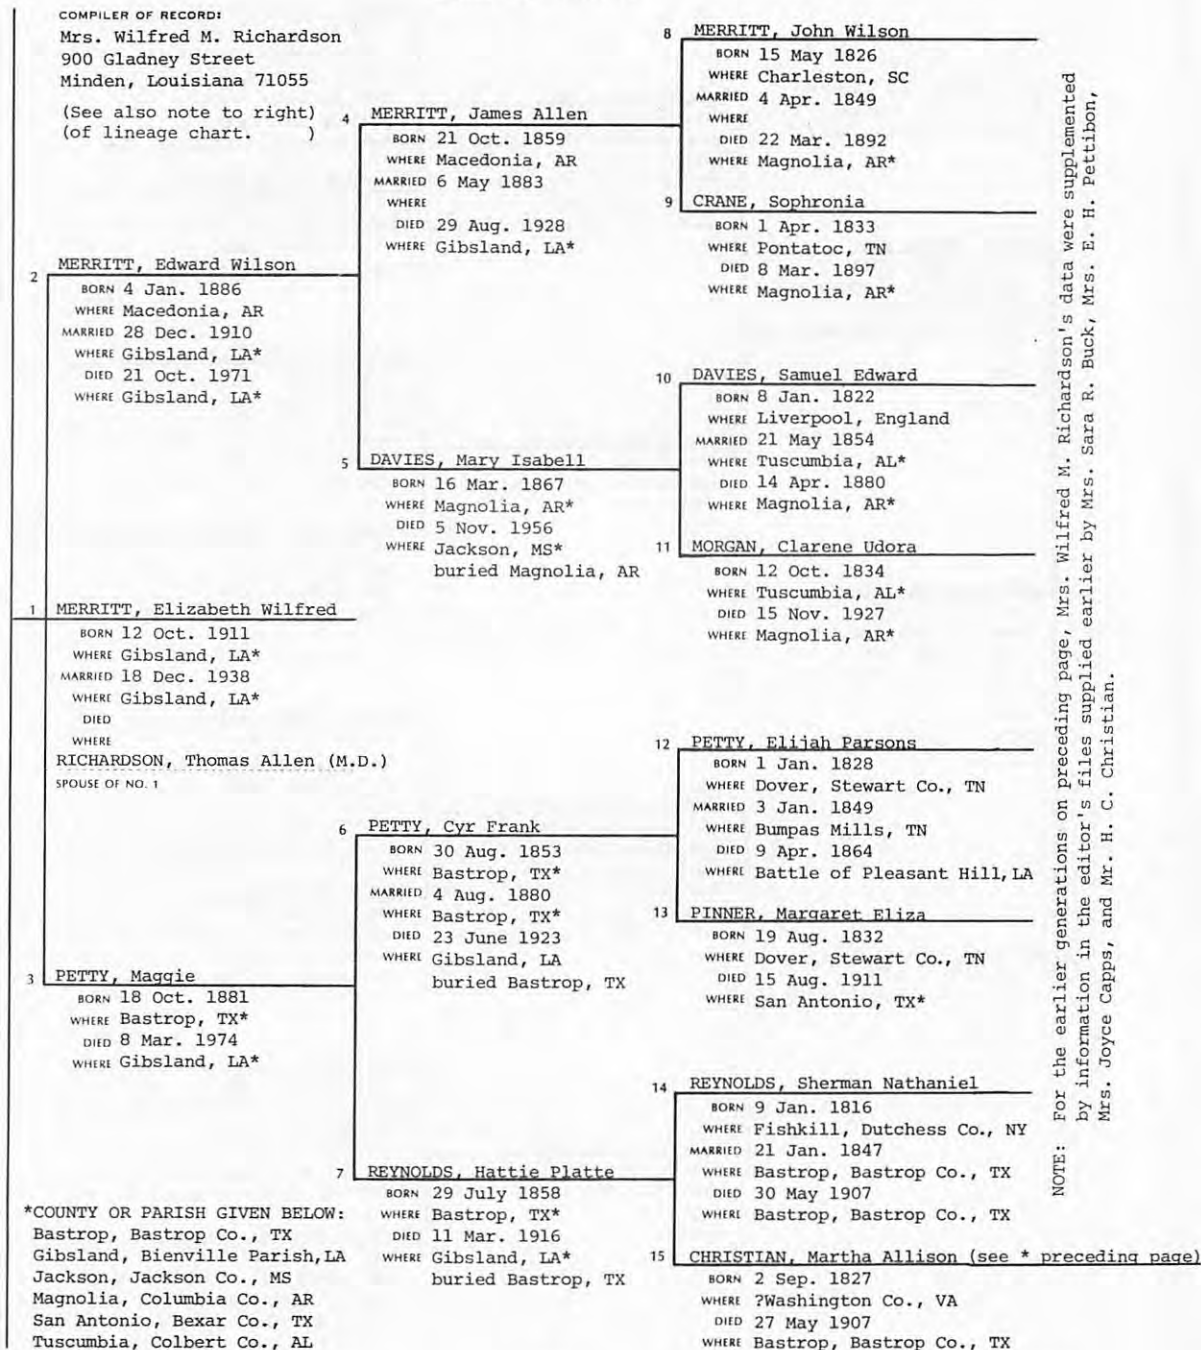 COMPILER OF RECORD:
Mrs. Wilfred M. Richardson
900 Gladney Street
Minden, Louisiana 71055
(See also note to right)
(of lineage chart. )
1 MERRITT, Elizabeth Wilfred
BORN 12 Oct. 1911
WHERE Gibsland, LA*
MARRIED 18 Dec. 1938
WHERE Gibsland, LA*
DIED
WHERE
RICHARDSON, Thomas Allen (M.D.)
SPOUSE OF NO. 1
2 MERRITT, Edward Wilson
BORN 4 Jan. 1886
WHERE Macedonia, AR
MARRIED 28 Dec. 1910
WHERE Gibsland, LA*
DIED 21 Oct. 1971
WHERE Gibsland, LA*
3 PETTY, Maggie
BORN 18 Oct. 1881
WHERE Bastrop, TX*
DIED 8 Mar. 1974
WHERE Gibsland, LA*
4 MERRITT, James Allen
BORN 21 Oct. 1859
WHERE Macedonia, AR
MARRIED 6 May 1883
WHERE
DIED 29 Aug. 1928
WHERE Gibsland, LA*
5 DAVIES, Mary Isabell
BORN 16 Mar. 1867
WHERE Magnolia, AR*
DIED 5 Nov. 1956
WHERE Jackson, MS*
buried Magnolia, AR
6 PETTY, Cyr Frank
BORN 30 Aug. 1853
WHERE Bastrop, TX*
MARRIED 4 Aug. 1880
WHERE Bastrop, TX*
DIED 23 June 1923
WHERE Gibsland, LA
buried Bastrop, TX
7 REYNOLDS, Hattie Platte
BORN 29 July 1858
WHERE Bastrop, TX*
DIED 11 Mar. 1916
WHERE Gibsland, LA*
buried Bastrop, TX
8 MERRITT, John Wilson
BORN 15 May 1826
WHERE Charleston, SC
MARRIED 4 Apr. 1849
WHERE
DIED 22 Mar. 1892
WHERE Magnolia, AR*
9 CRANE, Sophronia
BORN 1 Apr. 1833
WHERE Pontatoc, TN
DIED 8 Mar. 1897
WHERE Magnolia, AR*
10 DAVIES, Samuel Edward
BORN 8 Jan. 1822
WHERE Liverpool, England
MARRIED 21 May 1854
WHERE Tuscumbia, AL*
DIED 14 Apr. 1880
WHERE Magnolia, AR*
11 MORGAN, Clarene Udora
BORN 12 Oct. 1834
WHERE Tuscumbia, AL*
DIED 15 Nov. 1927
WHERE Magnolia, AR*
12 PETTY, Elijah Parsons
BORN 1 Jan. 1828
WHERE Dover, Stewart Co., TN
MARRIED 3 Jan. 1849
WHERE Bumpas Mills, TN
DIED 9 Apr. 1864
WHERE Battle of Pleasant Hill, LA
13 PINNER, Margaret Eliza
BORN 19 Aug. 1832
WHERE Dover, Stewart Co., TN
DIED 15 Aug. 1911
WHERE San Antonio, TX*
14 REYNOLDS, Sherman Nathaniel
BORN 9 Jan. 1816
WHERE Fishkill, Dutchess Co., NY
MARRIED 21 Jan. 1847
WHERE Bastrop, Bastrop Co., TX
DIED 30 May 1907
WHERE Bastrop, Bastrop Co., TX
15 CHRISTIAN, Martha Allison (see * preceding page)
BORN 2 Sep. 1827
WHERE ?Washington Co., VA
DIED 27 May 1907
WHERE Bastrop, Bastrop Co., TX
*COUNTY OR PARISH GIVEN BELOW:
Bastrop, Bastrop Co., TX
Gibsland, Bienville Parish, LA
Jackson, Jackson Co., MS
Magnolia, Columbia Co., AR
San Antonio, Bexar Co., TX
Tuscumbia, Colbert Co., AL
NOTE: For the earlier generations on preceding page, Mrs. Wilfred M. Richardson's data were supplemented
by information in the editor's files supplied earlier by Mrs. Sara R. Buck, Mrs. E. H. Pettibon,
Mrs. Joyce Capps, and Mr. H. C. Christian.